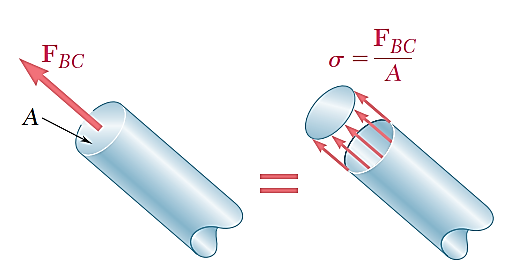 F_BC
A
=
σ = F_BC / A